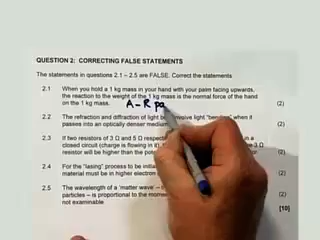 QUESTION 2: CORRECTING FALSE STATEMENTS
The statements in questions 2.1 – 2.5 are FALSE. Correct the statements
2.1 When you hold a 1 kg mass in your hand with your palm facing upwards,
the reaction to the weight of the 1 kg mass is the normal force of the hand
on the 1 kg mass. (2)
A – R pa
2.2 The refraction and diffraction of light when it
passes into an optically denser medium (2)
2.3 If two resistors of 3 Ω and 5 Ω in a
closed circuit (charge is flowing in it), 3 Ω
resistor will be higher than the (2)
2.4 For the "lasing" process to be
material must be in higher (2)
2.5 The wavelength of a 'matter wave'
particles – is proportional to the
not examinable (2)
[10]